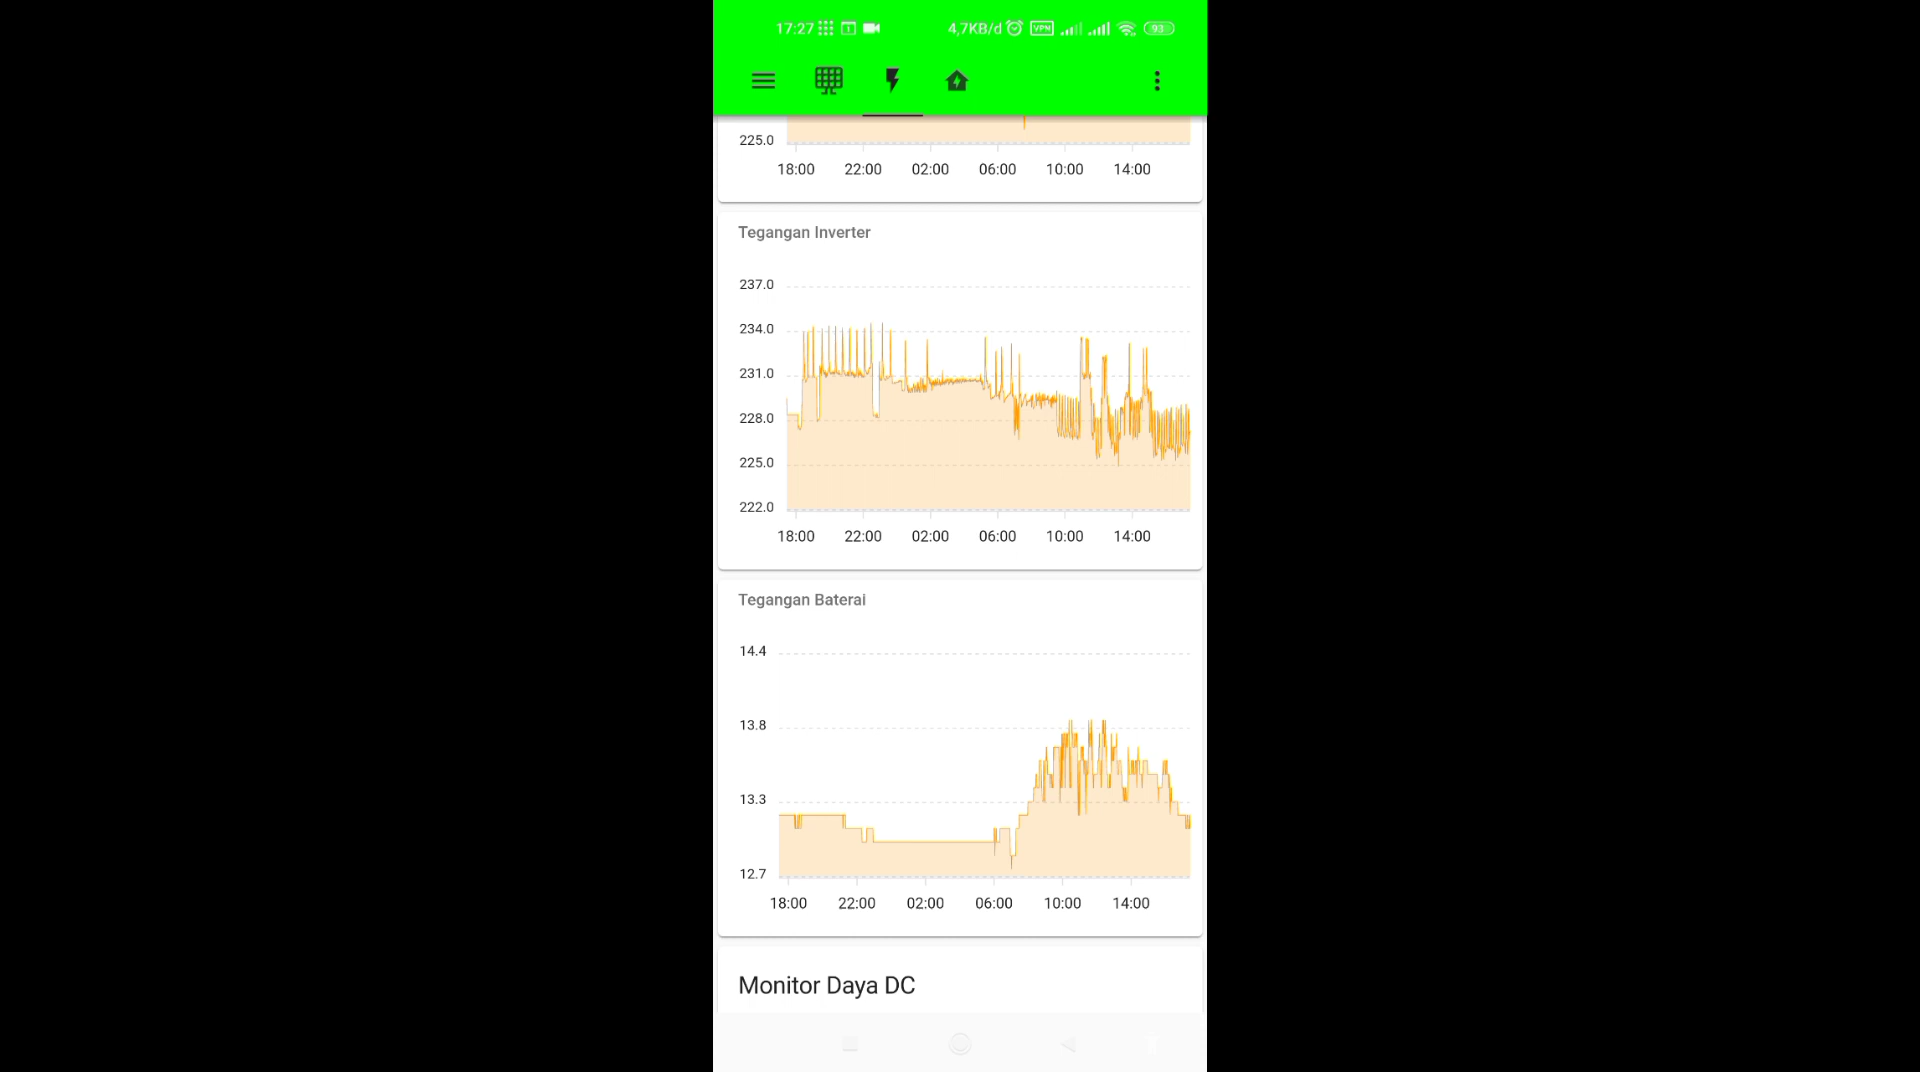 17:27 4,7KB/d VPN 93
225.0
18:00 22:00 02:00 06:00 10:00 14:00
Tegangan Inverter
237.0
234.0
231.0
228.0
225.0
222.0
18:00 22:00 02:00 06:00 10:00 14:00
Tegangan Baterai
14.4
13.8
13.3
12.7
18:00 22:00 02:00 06:00 10:00 14:00
Monitor Daya DC